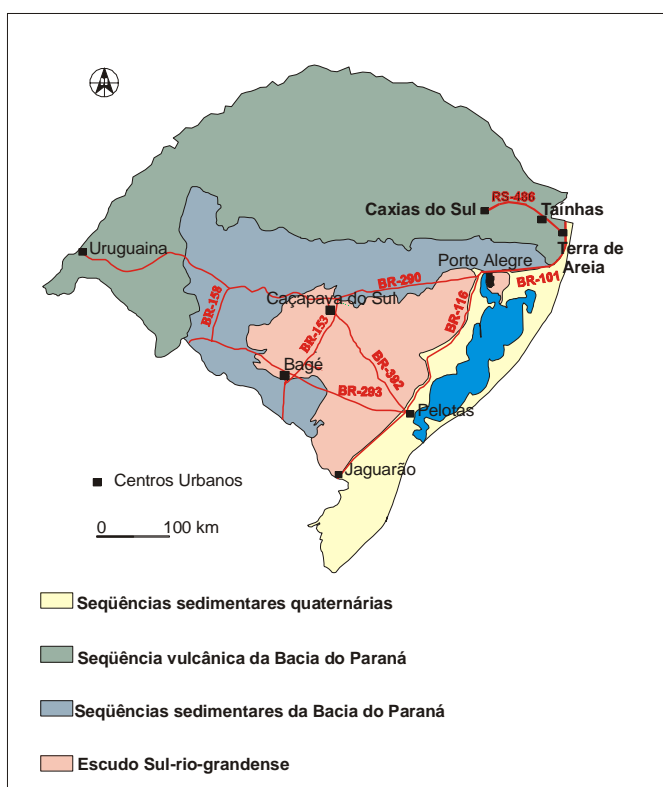 RS-486
Caxias do Sul
Taínhas
Uruguaina
Terra de
Areia
Porto Alegre
BR-101
BR-290
BR-158
Caçapava do Sul
BR-116
BR-153
BR-392
Bagé
BR-293
Pelotas
Jaguarão
Centros Urbanos
0 100 km
Seqüências sedimentares quaternárias
Seqüência vulcânica da Bacia do Paraná
Seqüências sedimentares da Bacia do Paraná
Escudo Sul-rio-grandense